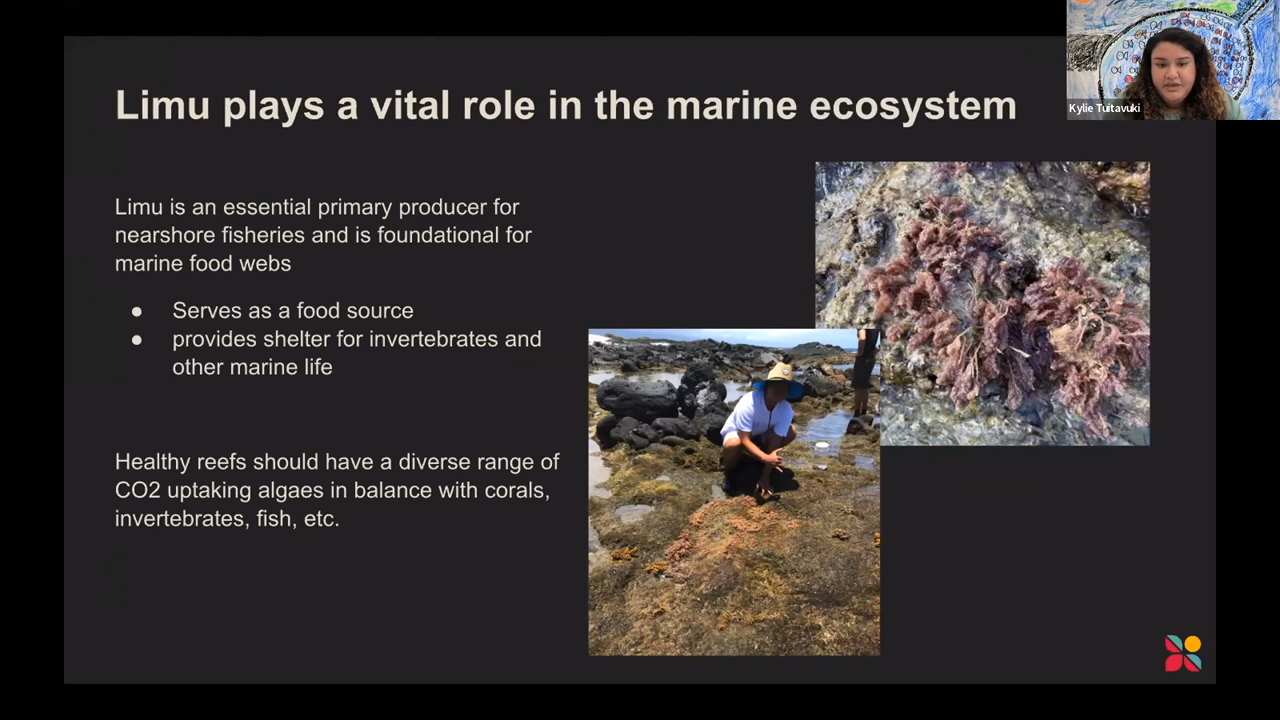 Limu plays a vital role in the marine ecosystem
Kylie Tuitavuki
Limu is an essential primary producer for
nearshore fisheries and is foundational for
marine food webs
● Serves as a food source
● provides shelter for invertebrates and
other marine life
Healthy reefs should have a diverse range of
CO2 uptaking algaes in balance with corals,
invertebrates, fish, etc.